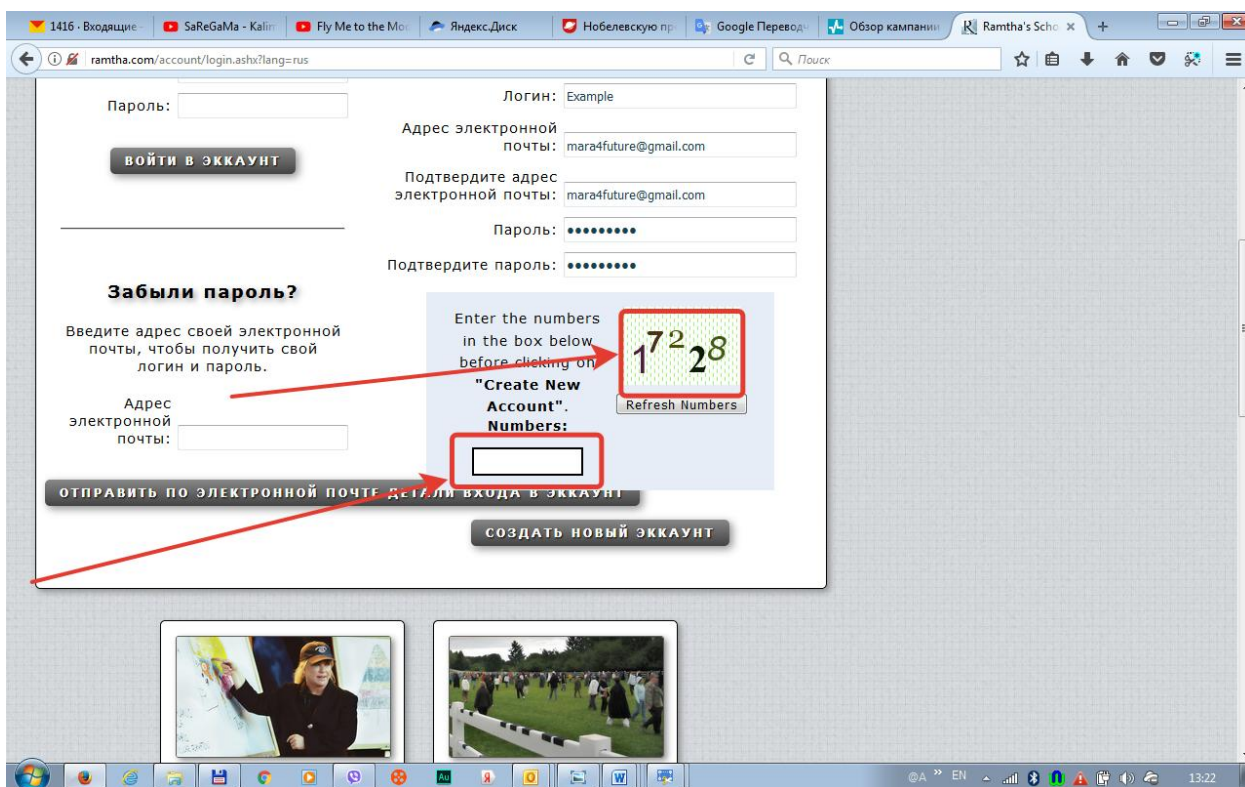 1416 · Входящие -
SaReGaMa - Kalim
Fly Me to the Moo
Яндекс.Диск
Нобелевскую пр
Google Переводч
Обзор кампании
Ramtha's Scho
ramtha.com/account/login.ashx?lang=rus
Поиск
Пароль:
ВОЙТИ В ЭККАУНТ
Забыли пароль?
Введите адрес своей электронной
почты, чтобы получить свой
логин и пароль.
Адрес
электронной
почты:
ОТПРАВИТЬ ПО ЭЛЕКТРОННОЙ ПОЧТЕ ДЕТАЛИ ВХОДА В ЭККАУНТ
Логин: Example
Адрес электронной
почты: mara4future@gmail.com
Подтвердите адрес
электронной почты: mara4future@gmail.com
Пароль: •••••••••
Подтвердите пароль: •••••••••
Enter the numbers
in the box below
before clicking on
"Create New
Account".
Numbers:
17228
Refresh Numbers
СОЗДАТЬ НОВЫЙ ЭККАУНТ
@A » EN
13:22